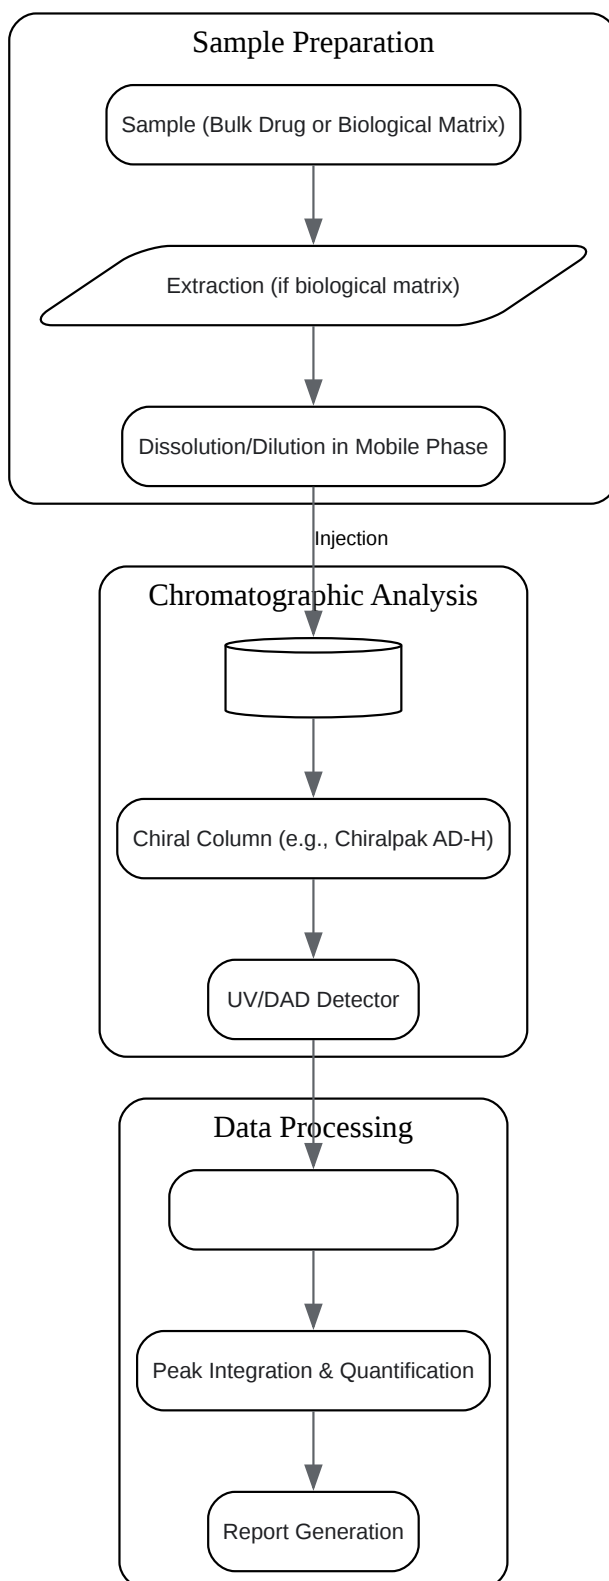 Sample Preparation
Sample (Bulk Drug or Biological Matrix)
Extraction (if biological matrix)
Dissolution/Dilution in Mobile Phase
Injection
Chromatographic Analysis
Chiral Column (e.g., Chiralpak AD-H)
UV/DAD Detector
Data Processing
Peak Integration & Quantification
Report Generation